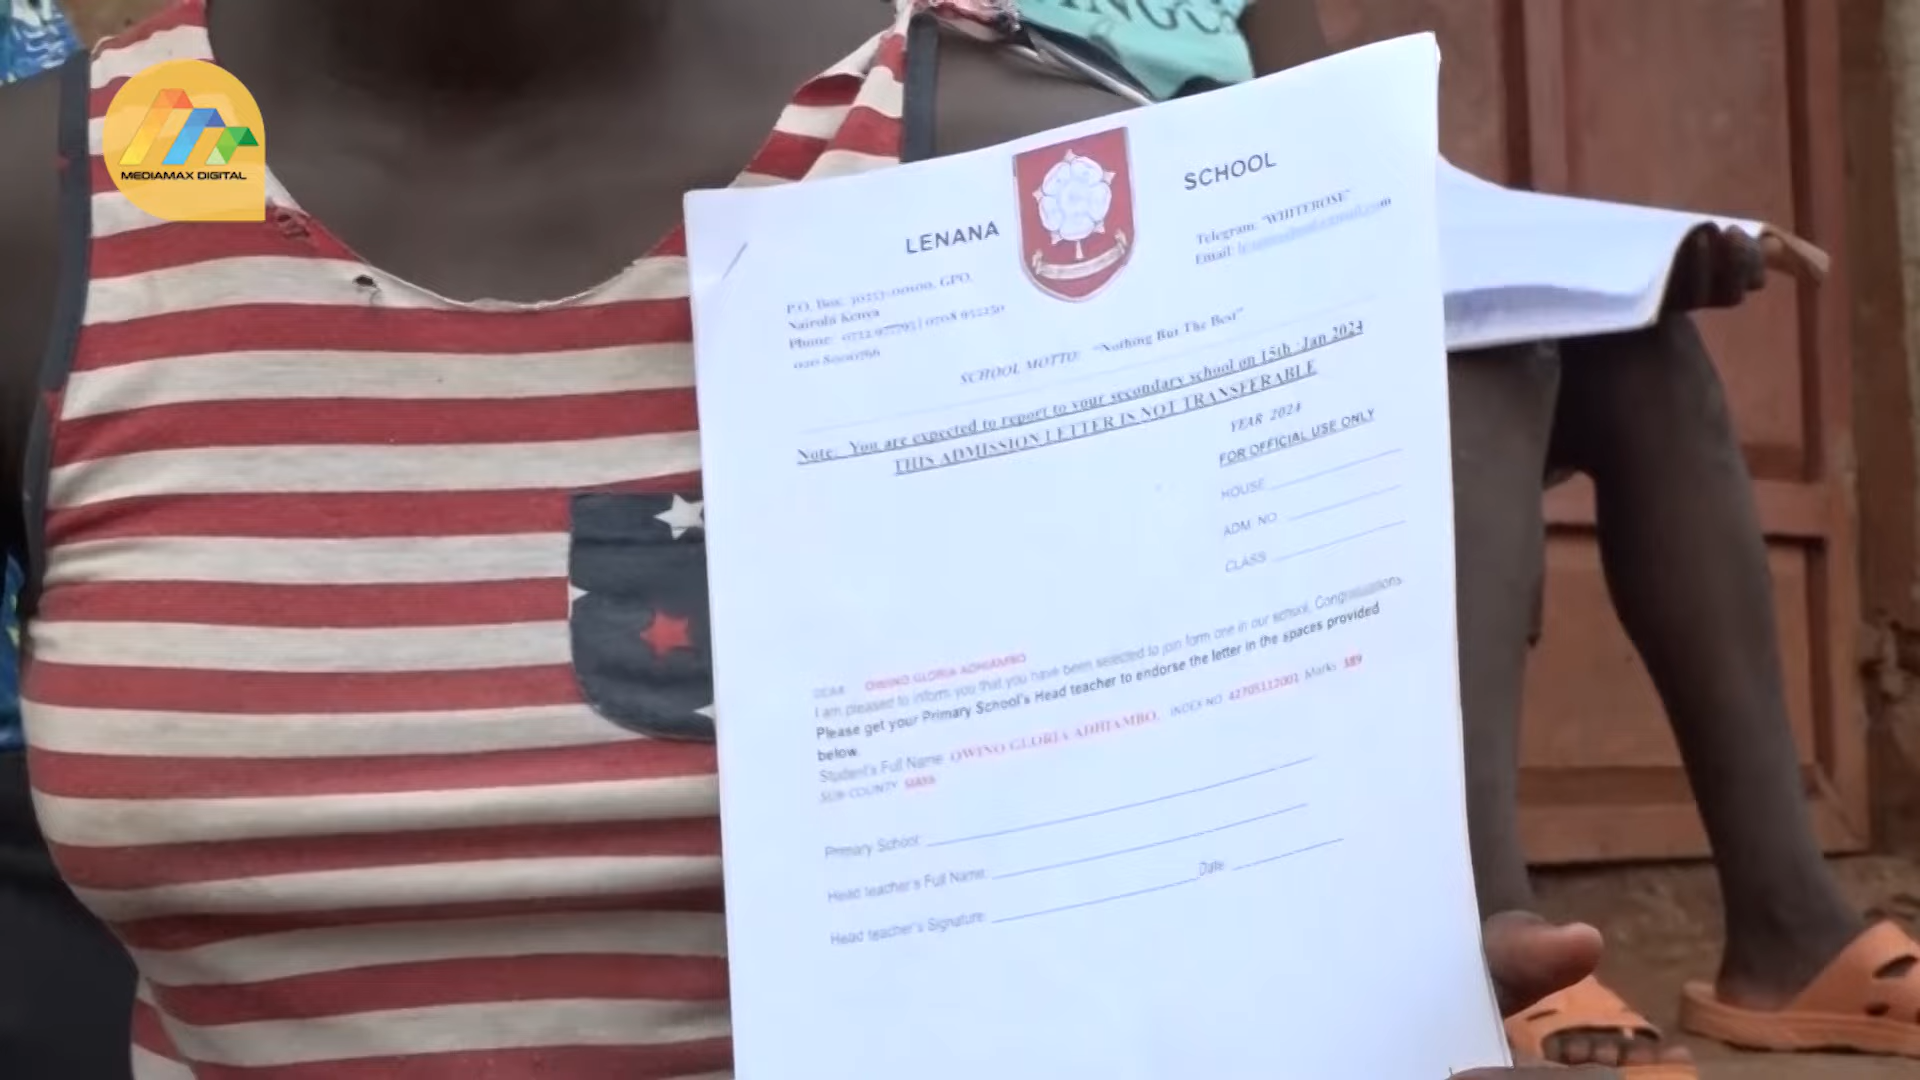 MEDIAMAX DIGITAL
LENANA SCHOOL
P.O. Box: 30253-00100, GPO.
Nairobi Kenya
Phone:
Telegram: "WHITEROSE"
Email:
SCHOOL MOTTO: "Nothing But The Best"
Note: You are expected to report to your secondary school on 15th Jan 2024
THIS ADMISSION LETTER IS NOT TRANSFERABLE
YEAR 2024
FOR OFFICIAL USE ONLY
HOUSE
ADM. NO
CLASS
DEAR OWINO GLORIA ADHIAMBO
I am pleased to inform you that you have been selected to join form one in our school, Congratulations
Please get your Primary School's Head teacher to endorse the letter in the spaces provided
below.
Student's Full Name: OWINO GLORIA ADHIAMBO, INDEX NO 42705112001 Marks 389
SUB COUNTY
Primary School:
Head teacher's Full Name:
Head teacher's Signature: Date: